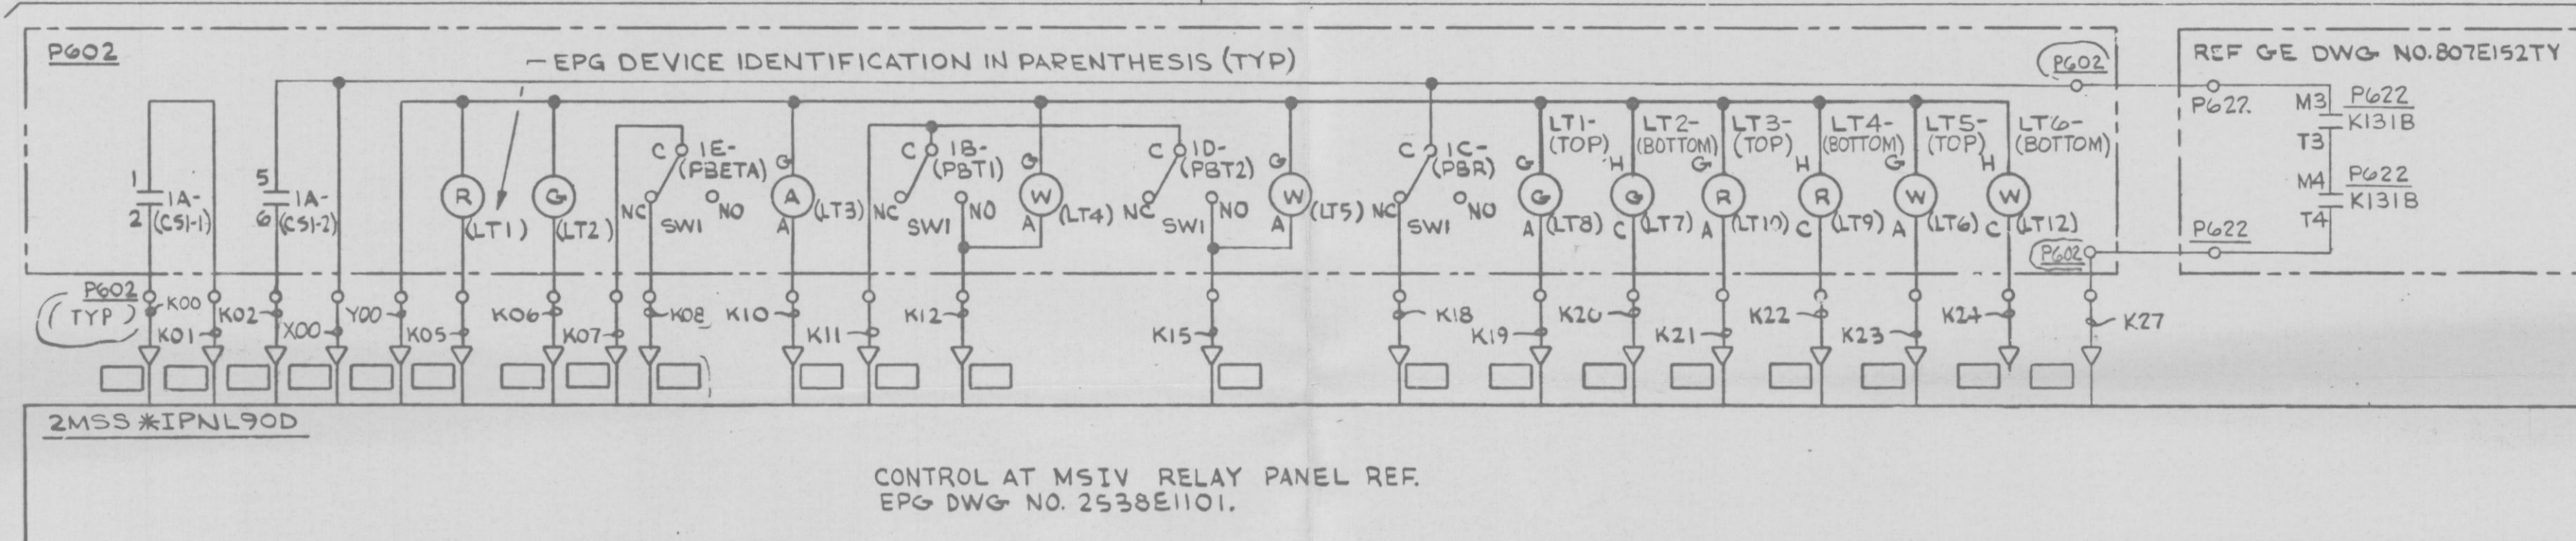 P602
EPG DEVICE IDENTIFICATION IN PARENTHESIS (TYP)
P602
REF GE DWG NO. 807E152TY
P622
M3
P622
K131B
T3
M4
P622
K131B
T4
P622
P602
1
2
1A-
(CS1-1)
5
6
1A-
(CS1-2)
R
(LT1)
G
(LT2)
C
1E-
(PBETA)
NC
NO
SW1
G
A
A
(LT3)
C
1B-
(PBT1)
NC
NO
SW1
G
W
A
(LT4)
C
1D-
(PBT2)
NC
NO
SW1
G
W
A
(LT5)
C
1C-
(PBR)
NC
NO
SW1
LT1-
(TOP)
G
G
A
(LT8)
LT2-
(BOTTOM)
H
G
C
(LT7)
LT3-
(TOP)
G
R
A
(LT10)
LT4-
(BOTTOM)
H
R
C
(LT9)
LT5-
(TOP)
G
W
A
(LT6)
LT6-
(BOTTOM)
H
W
C
(LT12)
P602
(TYP)
K00
K01
K02
X00
Y00
K05
K06
K07
K08
K10
K11
K12
K15
K18
K19
K20
K21
K22
K23
K24
K27
2MSS*IPNL90D
CONTROL AT MSIV RELAY PANEL REF.
EPG DWG NO. 2538E1101.